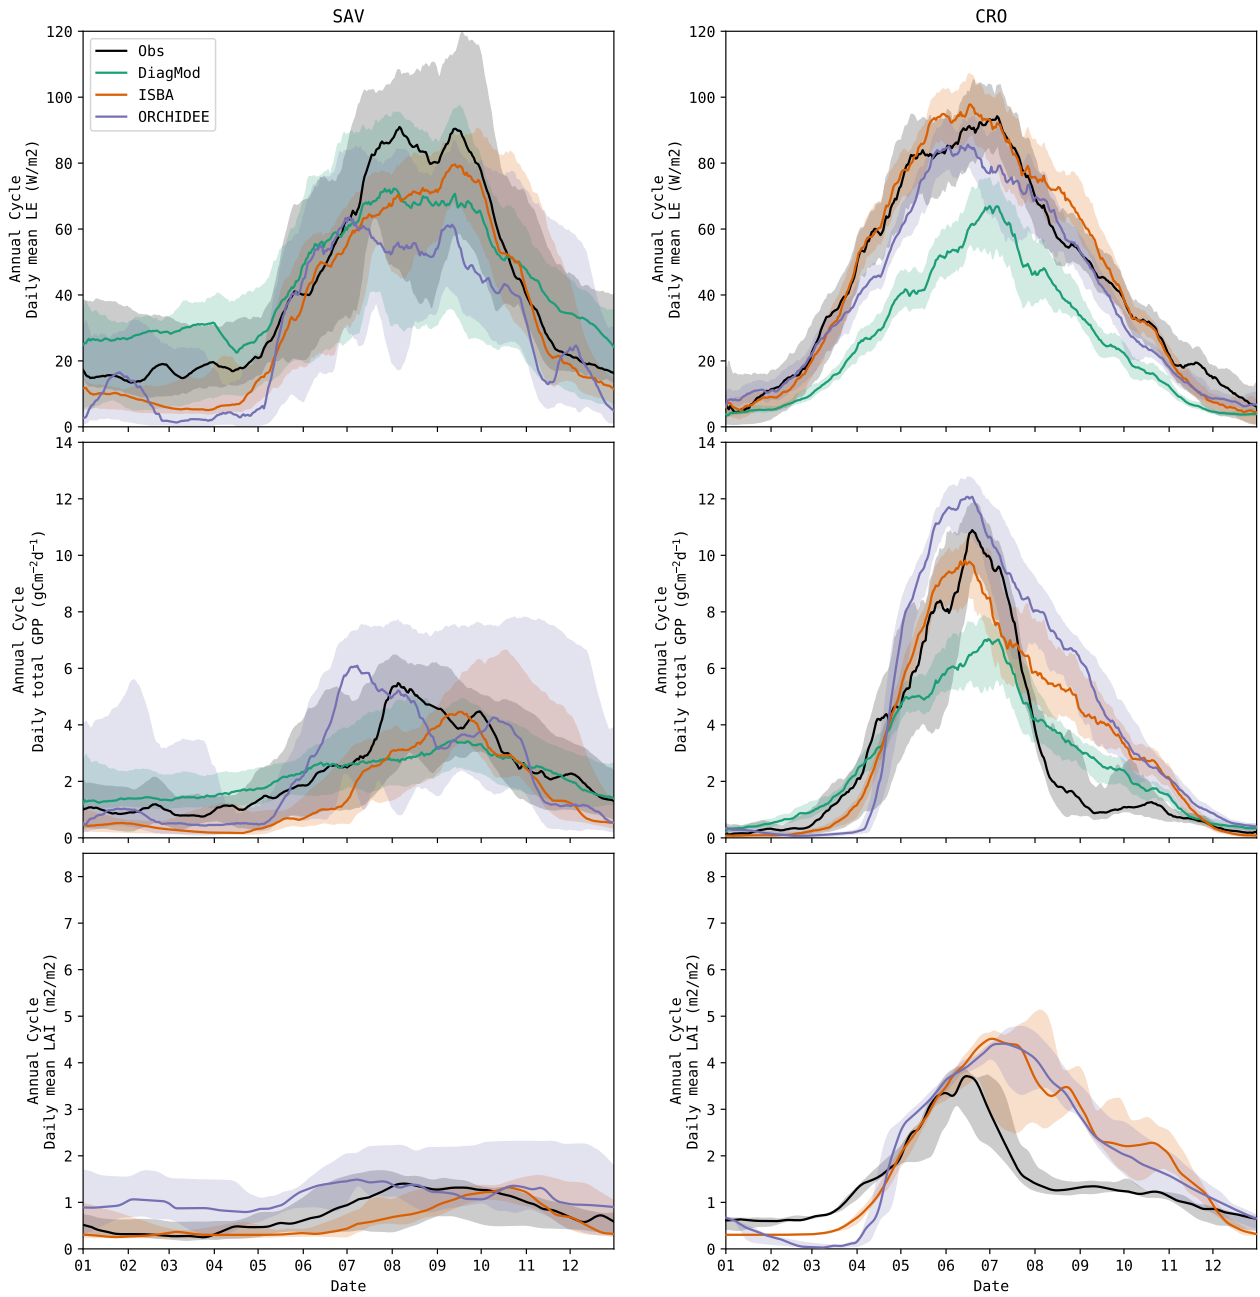 SAV
CRO
Annual Cycle
Daily mean LE (W/m2)
120
100
80
60
40
20
0
Obs
DiagMod
ISBA
ORCHIDEE
Annual Cycle
Daily mean LE (W/m2)
120
100
80
60
40
20
0
Annual Cycle
Daily total GPP (gCm⁻²d⁻¹)
14
12
10
8
6
4
2
0
Annual Cycle
Daily total GPP (gCm⁻²d⁻¹)
14
12
10
8
6
4
2
0
Annual Cycle
Daily mean LAI (m2/m2)
8
7
6
5
4
3
2
1
0
01 02 03 04 05 06 07 08 09 10 11 12
Date
Annual Cycle
Daily mean LAI (m2/m2)
8
7
6
5
4
3
2
1
0
01 02 03 04 05 06 07 08 09 10 11 12
Date